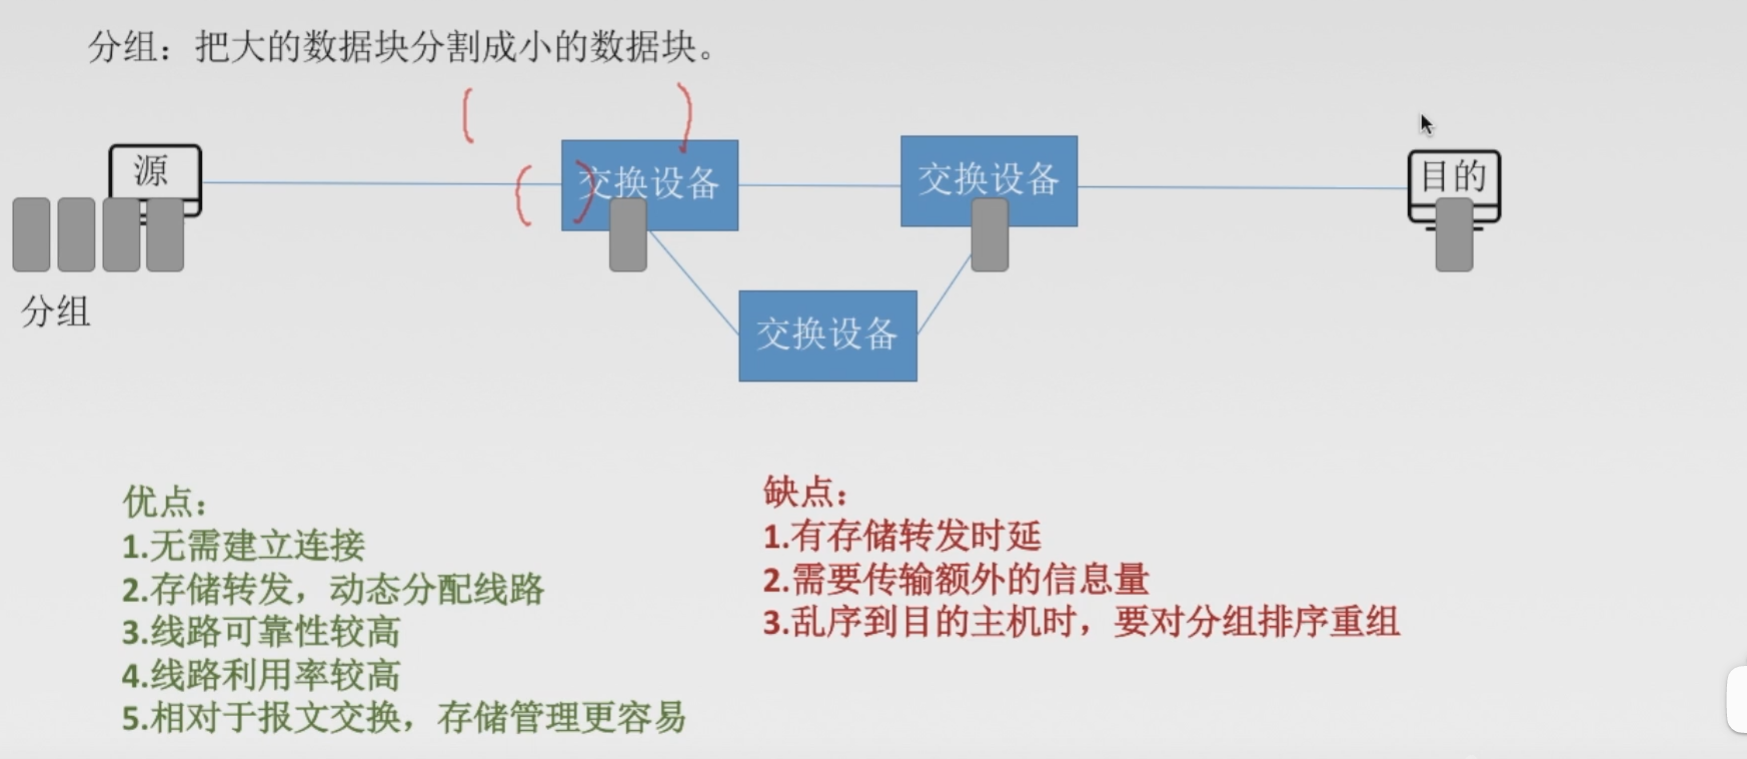 分组：把大的数据块分割成小的数据块。
源
交换设备
交换设备
目的
分组
交换设备
优点：
1.无需建立连接
2.存储转发，动态分配线路
3.线路可靠性较高
4.线路利用率较高
5.相对于报文交换，存储管理更容易
缺点：
1.有存储转发时延
2.需要传输额外的信息量
3.乱序到目的主机时，要对分组排序重组